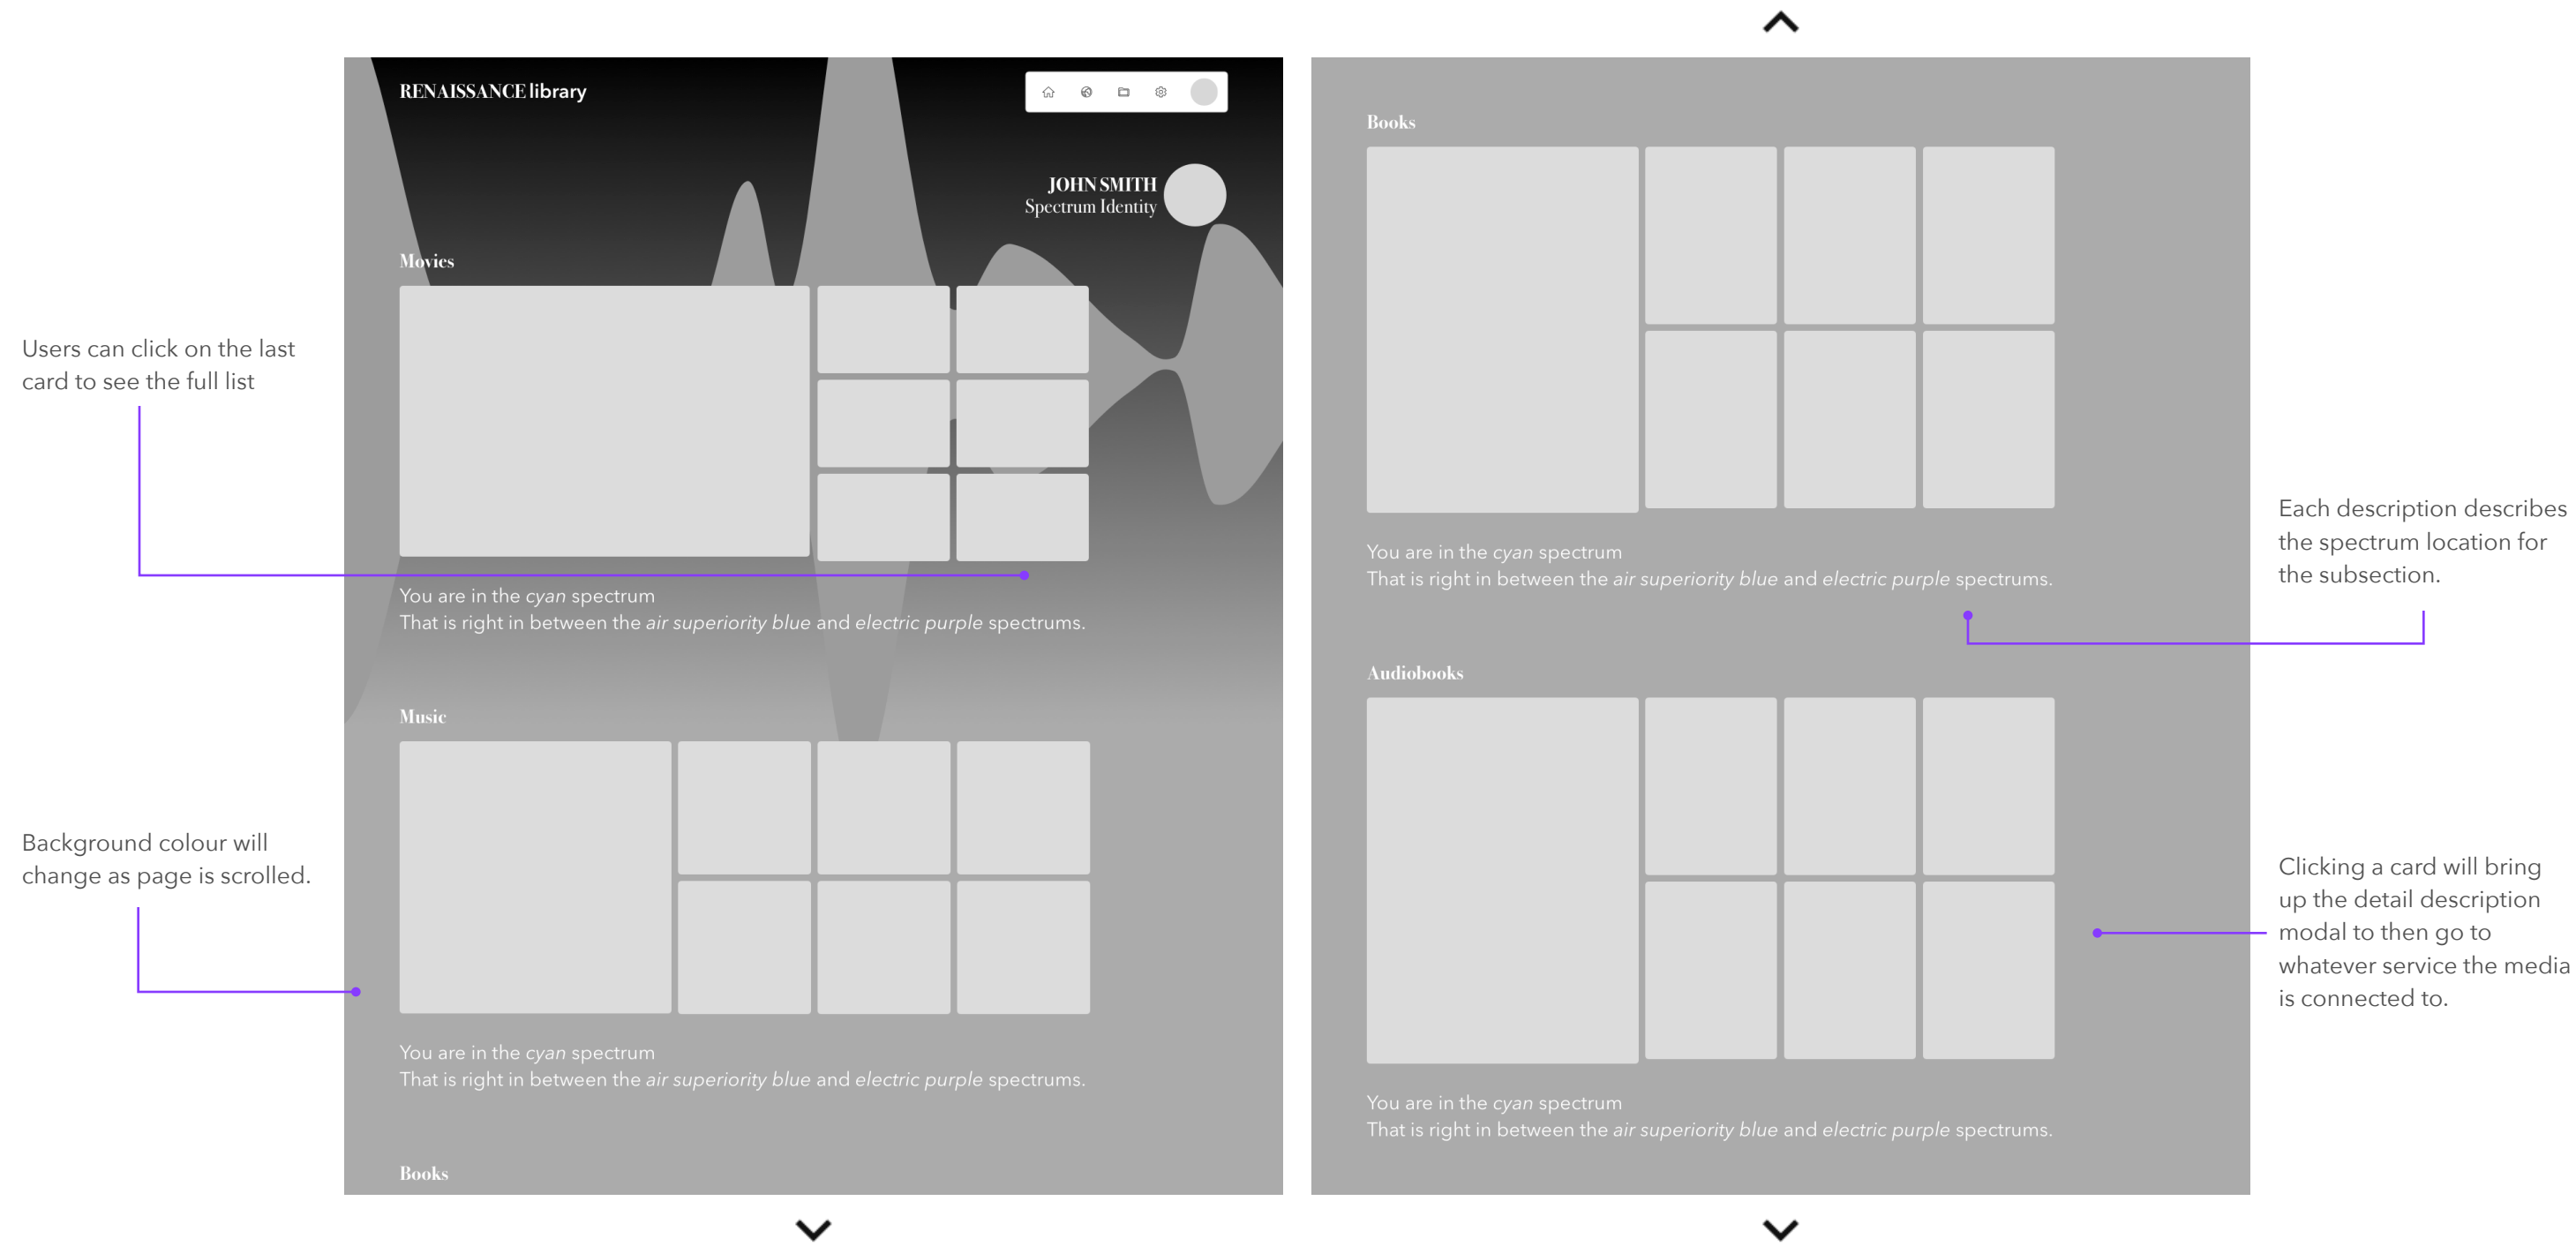 RENAISSANCE library
JOHN SMITH
Spectrum Identity
Movies
Users can click on the last
card to see the full list
You are in the cyan spectrum
That is right in between the air superiority blue and electric purple spectrums.
Music
Background colour will
change as page is scrolled.
You are in the cyan spectrum
That is right in between the air superiority blue and electric purple spectrums.
Books
Books
You are in the cyan spectrum
That is right in between the air superiority blue and electric purple spectrums.
Each description describes
the spectrum location for
the subsection.
Audiobooks
Clicking a card will bring
up the detail description
modal to then go to
whatever service the media
is connected to.
You are in the cyan spectrum
That is right in between the air superiority blue and electric purple spectrums.